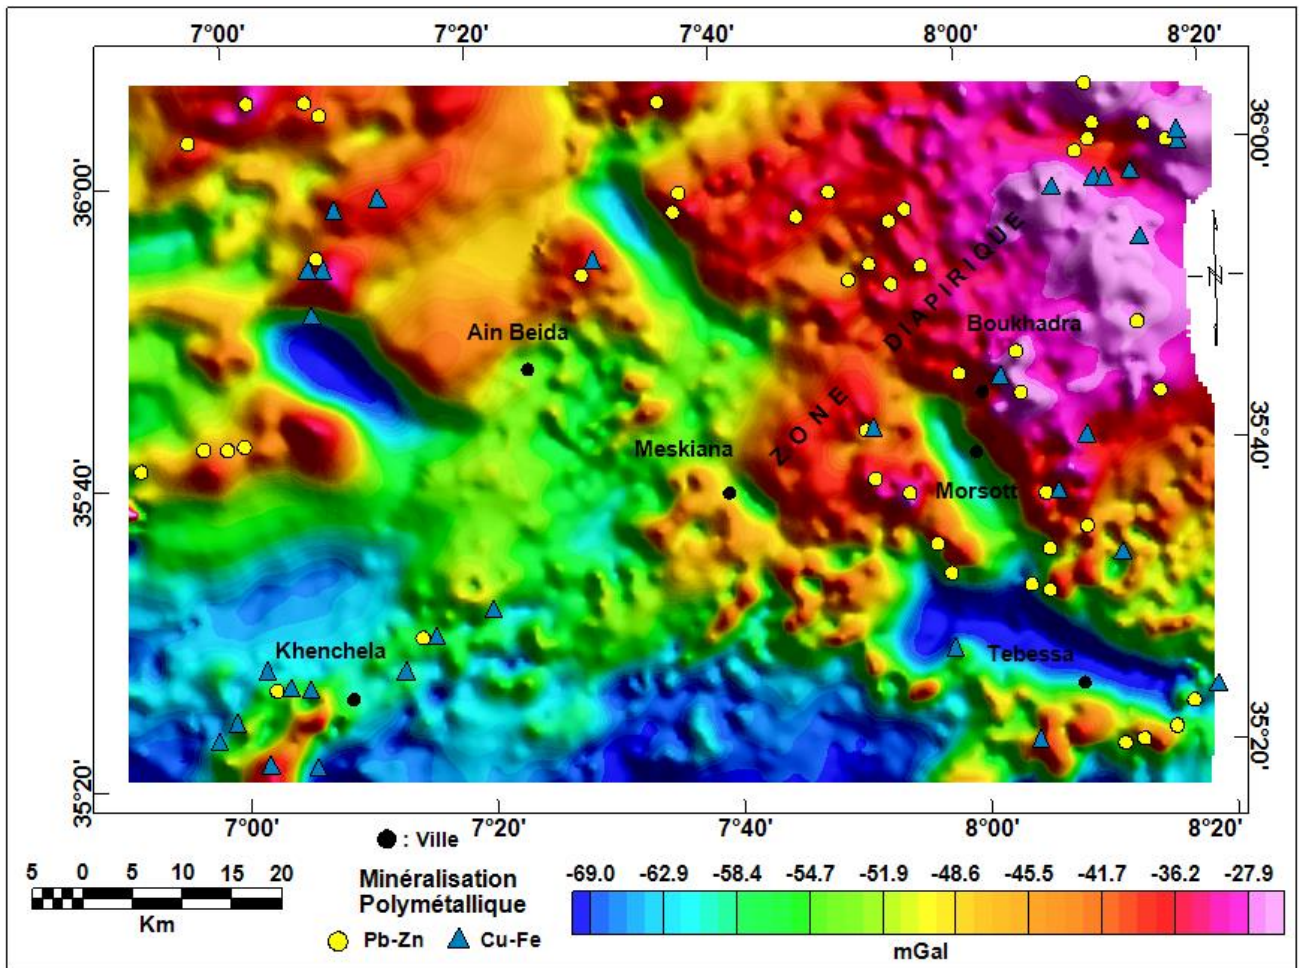 7°00' 7°20' 7°40' 8°00' 8°20'
36°00'
36°00'
ZONE DIAPIRIQUE
Ain Beida
Boukhadra
35°40'
Meskiana
35°40'
Morsott
Khenchela
Tebessa
35°20'
35°20'
N
7°00' 7°20' 7°40' 8°00' 8°20'
: Ville
5 0 5 10 15 20
Km
Minéralisation
Polymétallique
Pb-Zn Cu-Fe
-69.0 -62.9 -58.4 -54.7 -51.9 -48.6 -45.5 -41.7 -36.2 -27.9
mGal